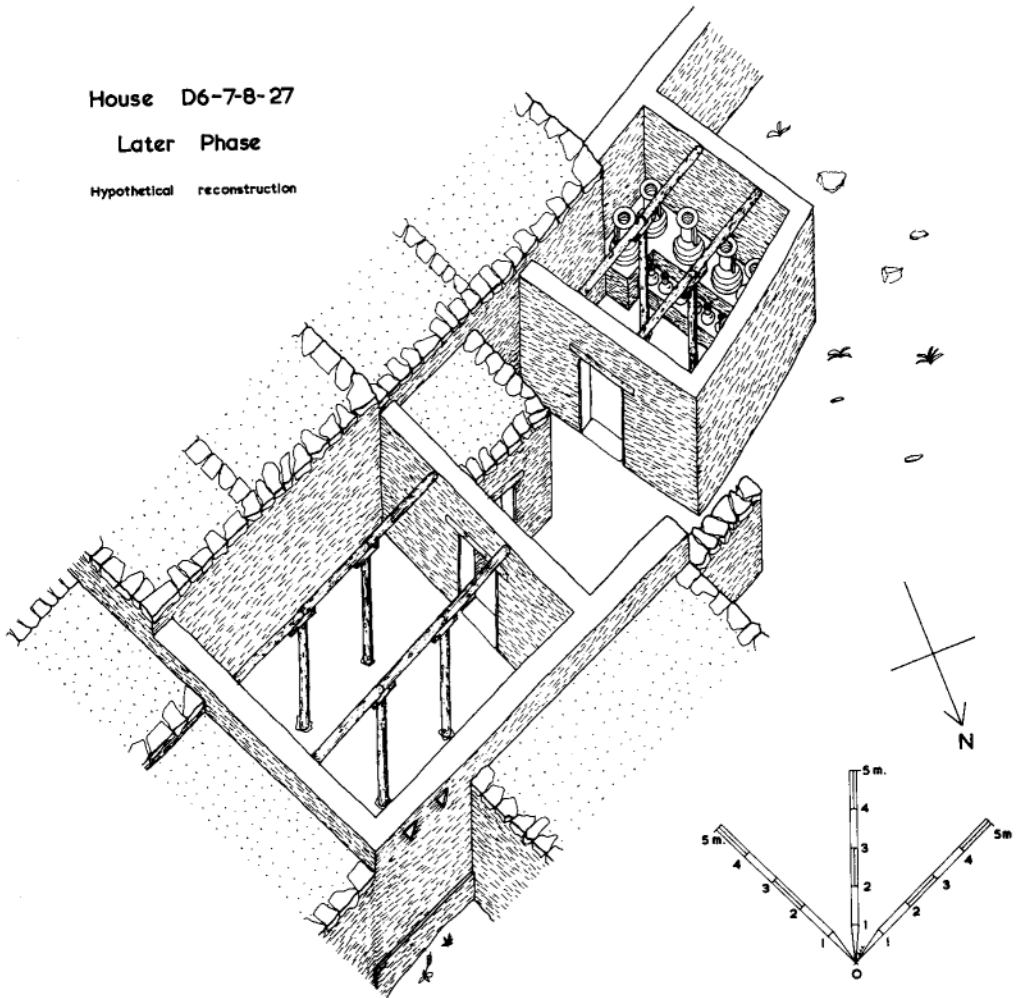 House D6-7-8-27
Later Phase
Hypothetical reconstruction
N
5 m.
4
3
2
1
5 m.
4
3
2
1
5m
4
3
2
1
O